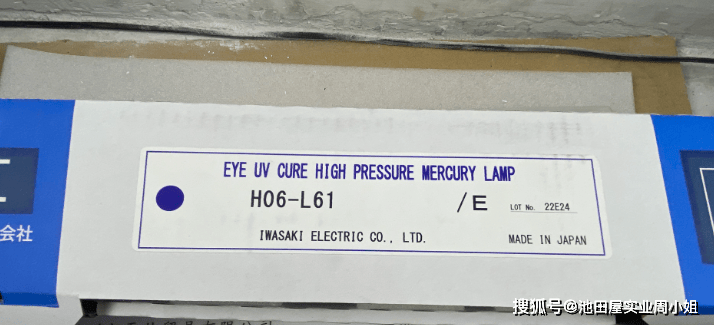 EYE UV CURE HIGH PRESSURE MERCURY LAMP
H06-L61 /E LOT No. 22E24
IWASAKI ELECTRIC CO., LTD. MADE IN JAPAN
会社
搜狐号@池田屋实业周小姐